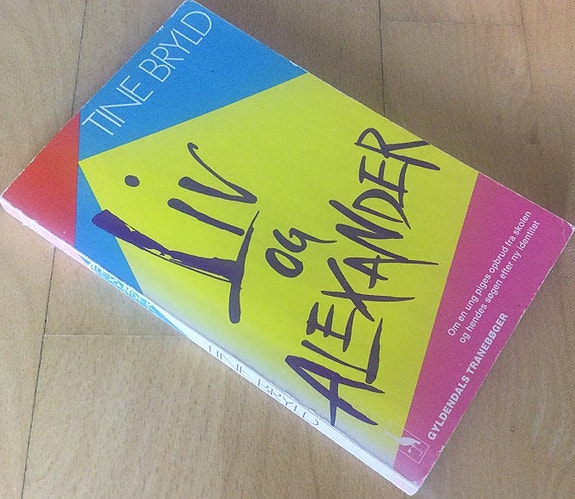 TINE BRYLD
LIV
OG
ALEXANDER
Om en ung piges opbrud fra skolen
og hendes søgen efter ny identitet
GYLDENDALS TRANEBØGER
TINE BRYLD